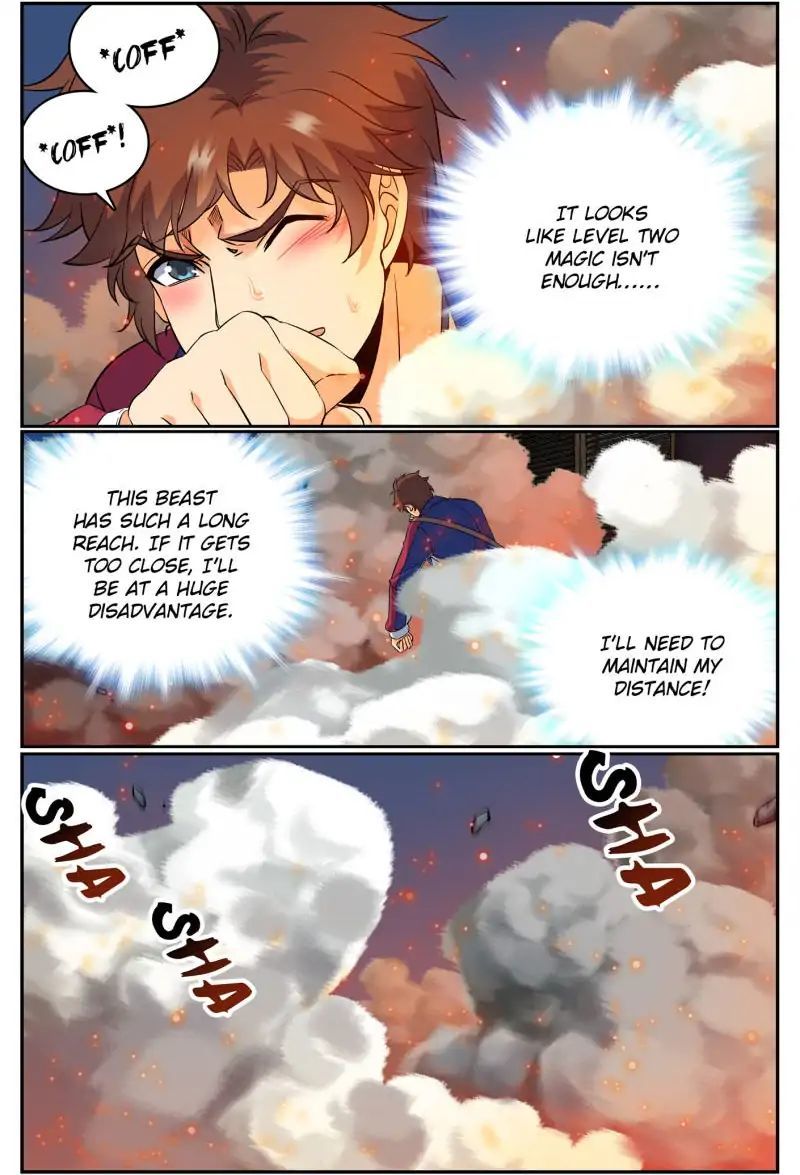 *COFF*
*COFF*!
IT LOOKS
LIKE LEVEL TWO
MAGIC ISN'T
ENOUGH......
THIS BEAST
HAS SUCH A LONG
REACH. IF IT GETS
TOO CLOSE, I'LL
BE AT A HUGE
DISADVANTAGE.
I'LL NEED TO
MAINTAIN MY
DISTANCE!
SHA
SHA
SHA